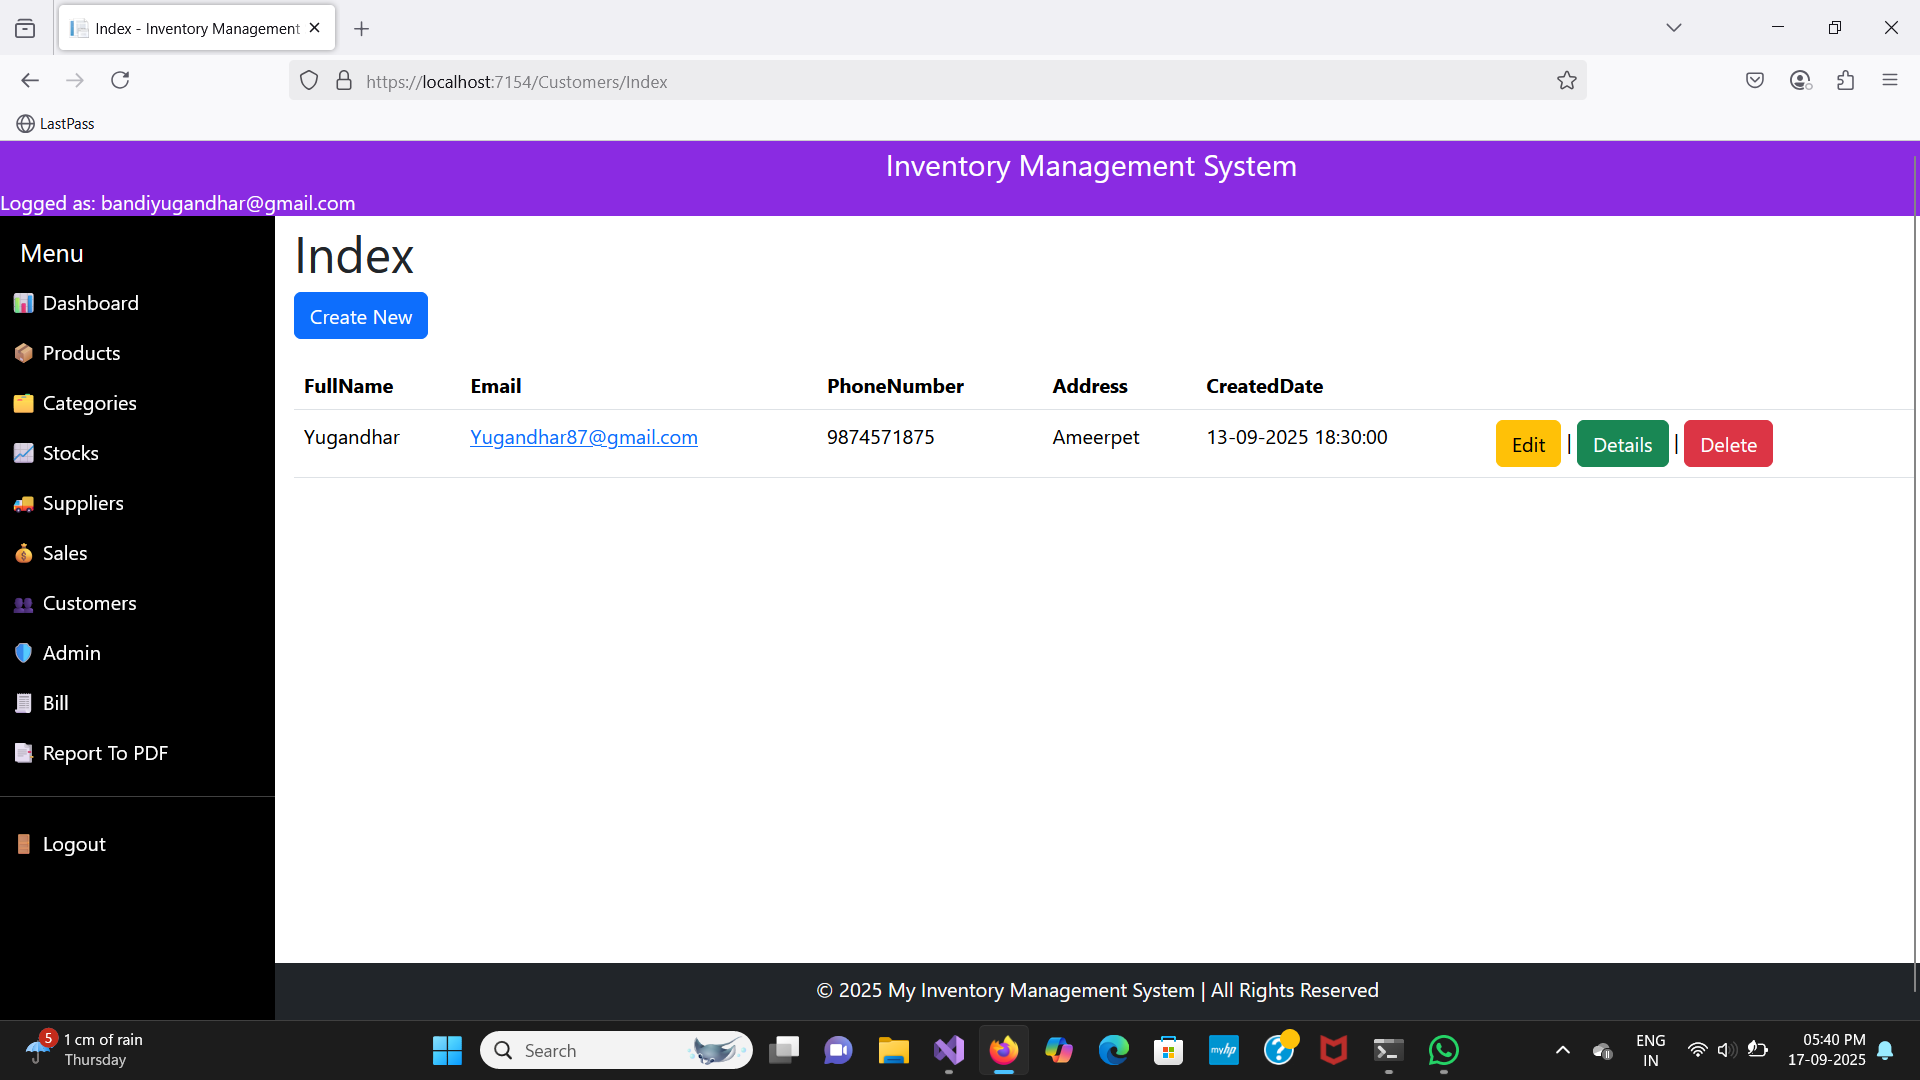 Index - Inventory Management
https://localhost:7154/Customers/Index
LastPass
Inventory Management System
Logged as: bandiyugandhar@gmail.com
Menu
Dashboard
Products
Categories
Stocks
Suppliers
Sales
Customers
Admin
Bill
Report To PDF
Logout
Index
Create New
FullName Email PhoneNumber Address CreatedDate
Yugandhar Yugandhar87@gmail.com 9874571875 Ameerpet 13-09-2025 18:30:00 Edit | Details | Delete
© 2025 My Inventory Management System | All Rights Reserved
5
1 cm of rain
Thursday
Search
myhp
ENG
IN
05:40 PM
17-09-2025